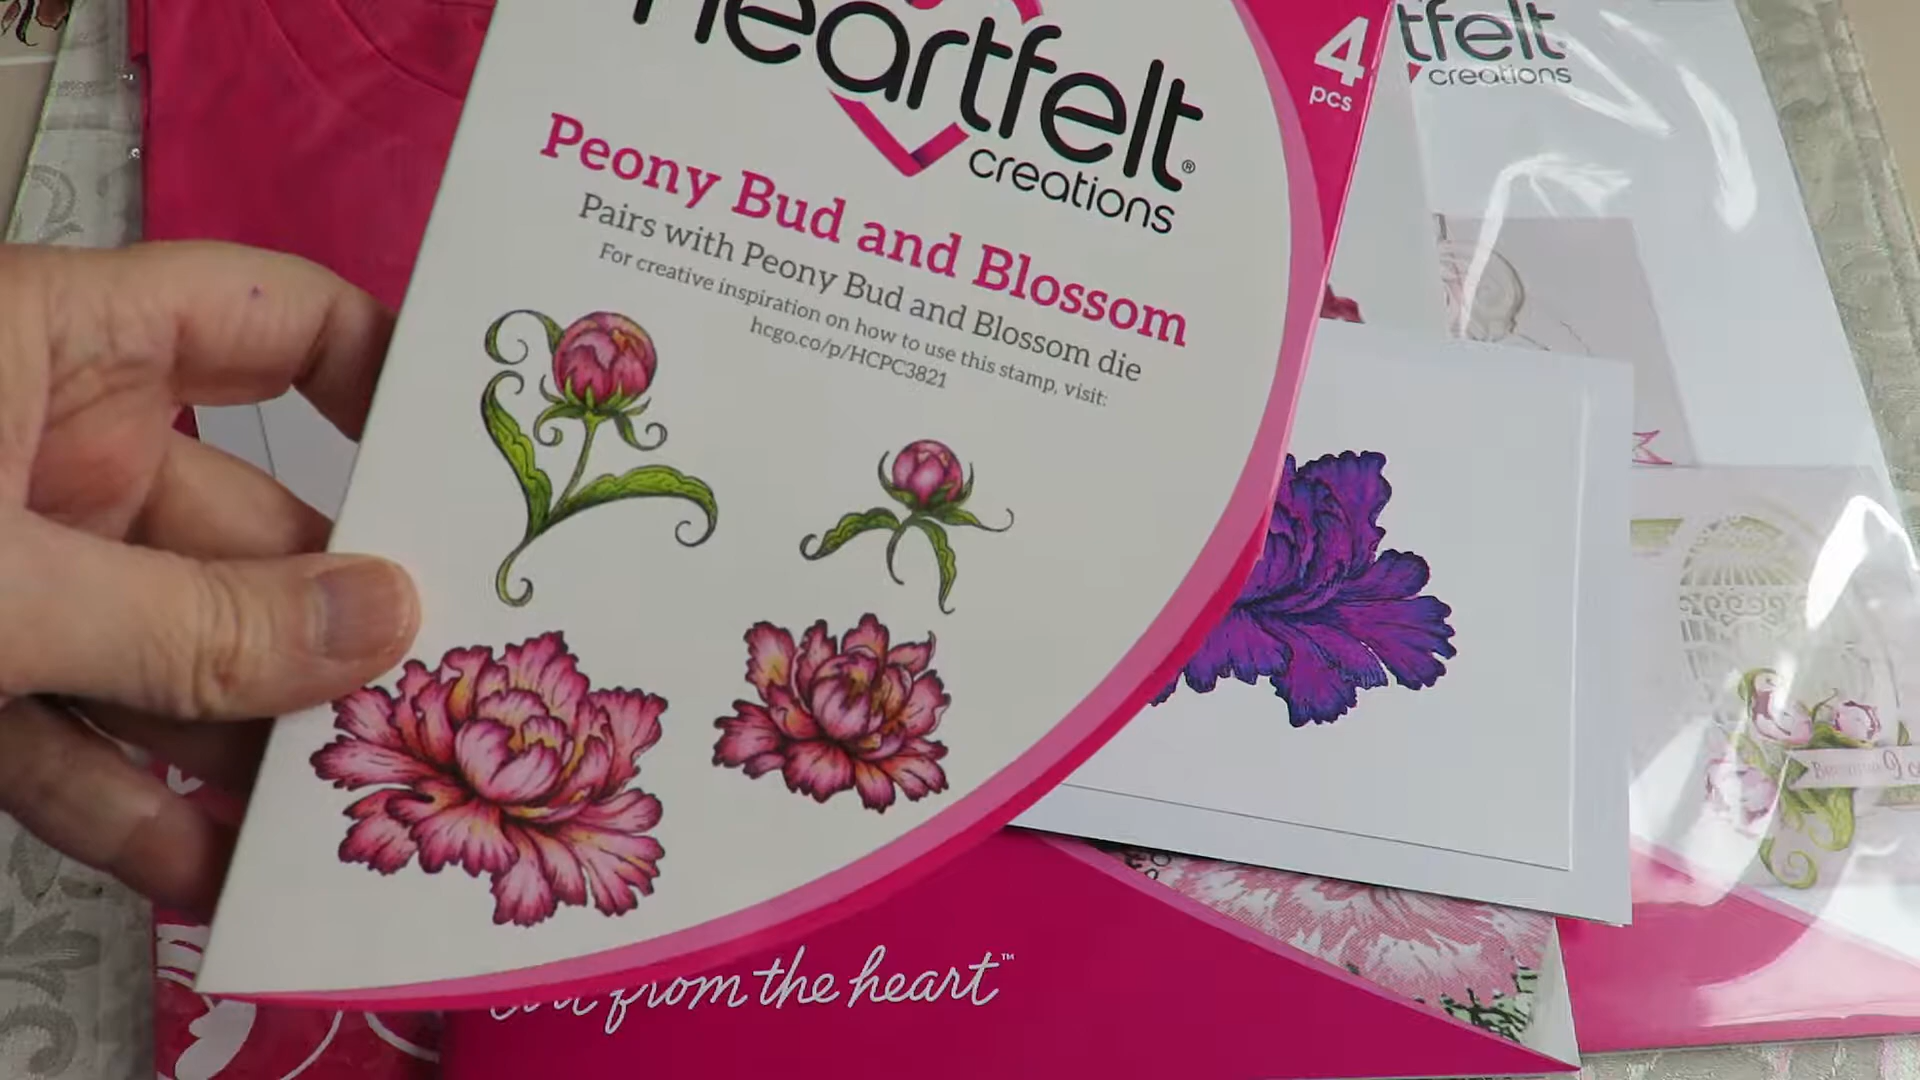 heartfelt
creations
Peony Bud and Blossom
Pairs with Peony Bud and Blossom die
For creative inspiration on how to use this stamp, visit:
hcgo.co/p/HCPC3821
4
pcs
tfelt
creations
from the heart™